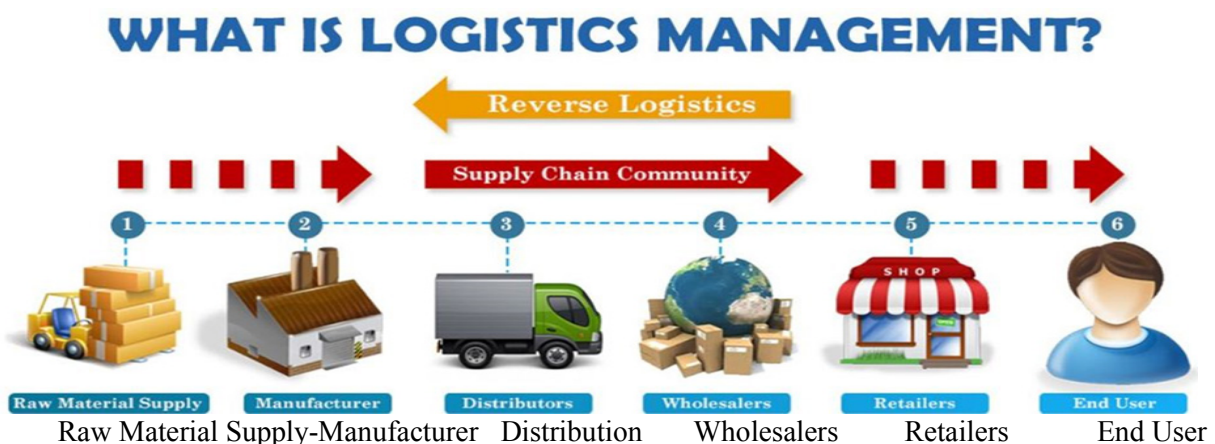 WHAT IS LOGISTICS MANAGEMENT?
Reverse Logistics
Supply Chain Community
1 2 3 4 5 6
SHOP
OPEN
Raw Material Supply Manufacturer Distributors Wholesalers Retailers End User
Raw Material Supply-Manufacturer Distribution Wholesalers Retailers End User